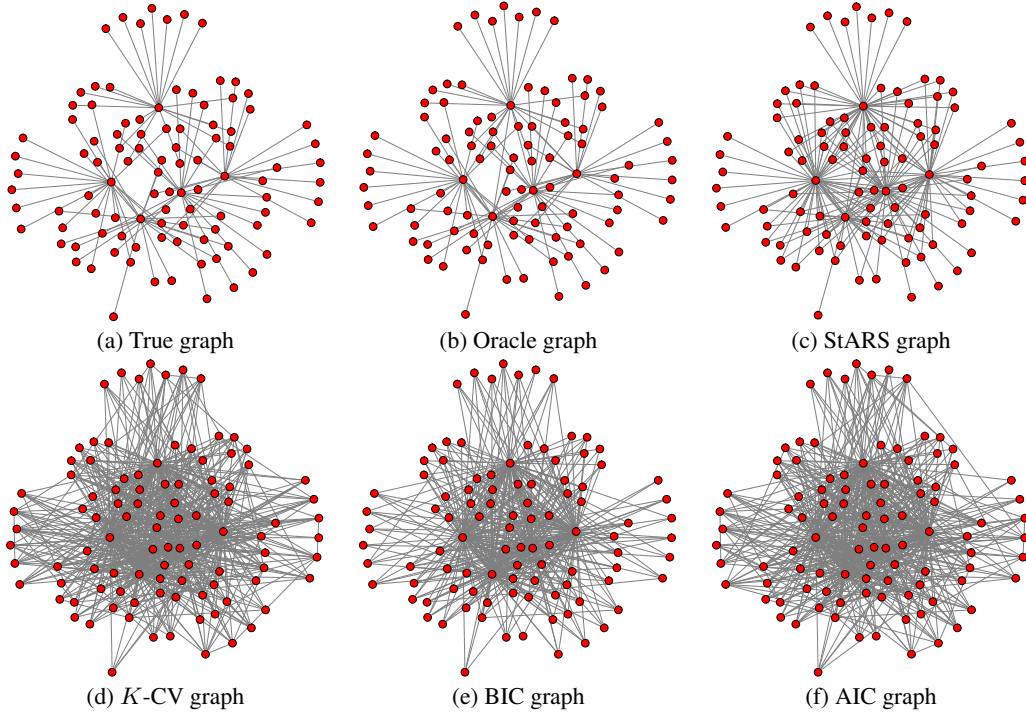 (a) True graph
(b) Oracle graph
(c) StARS graph
(d) K-CV graph
(e) BIC graph
(f) AIC graph